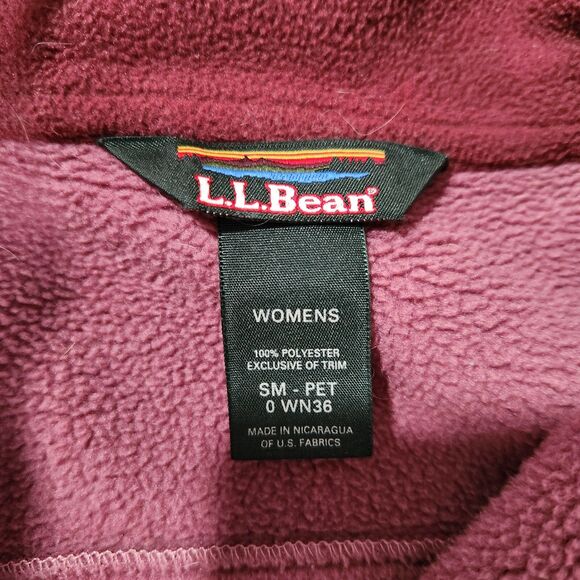 L.L.Bean®
WOMENS
100% POLYESTER
EXCLUSIVE OF TRIM
SM - PET
0 WN36
MADE IN NICARAGUA
OF U.S. FABRICS